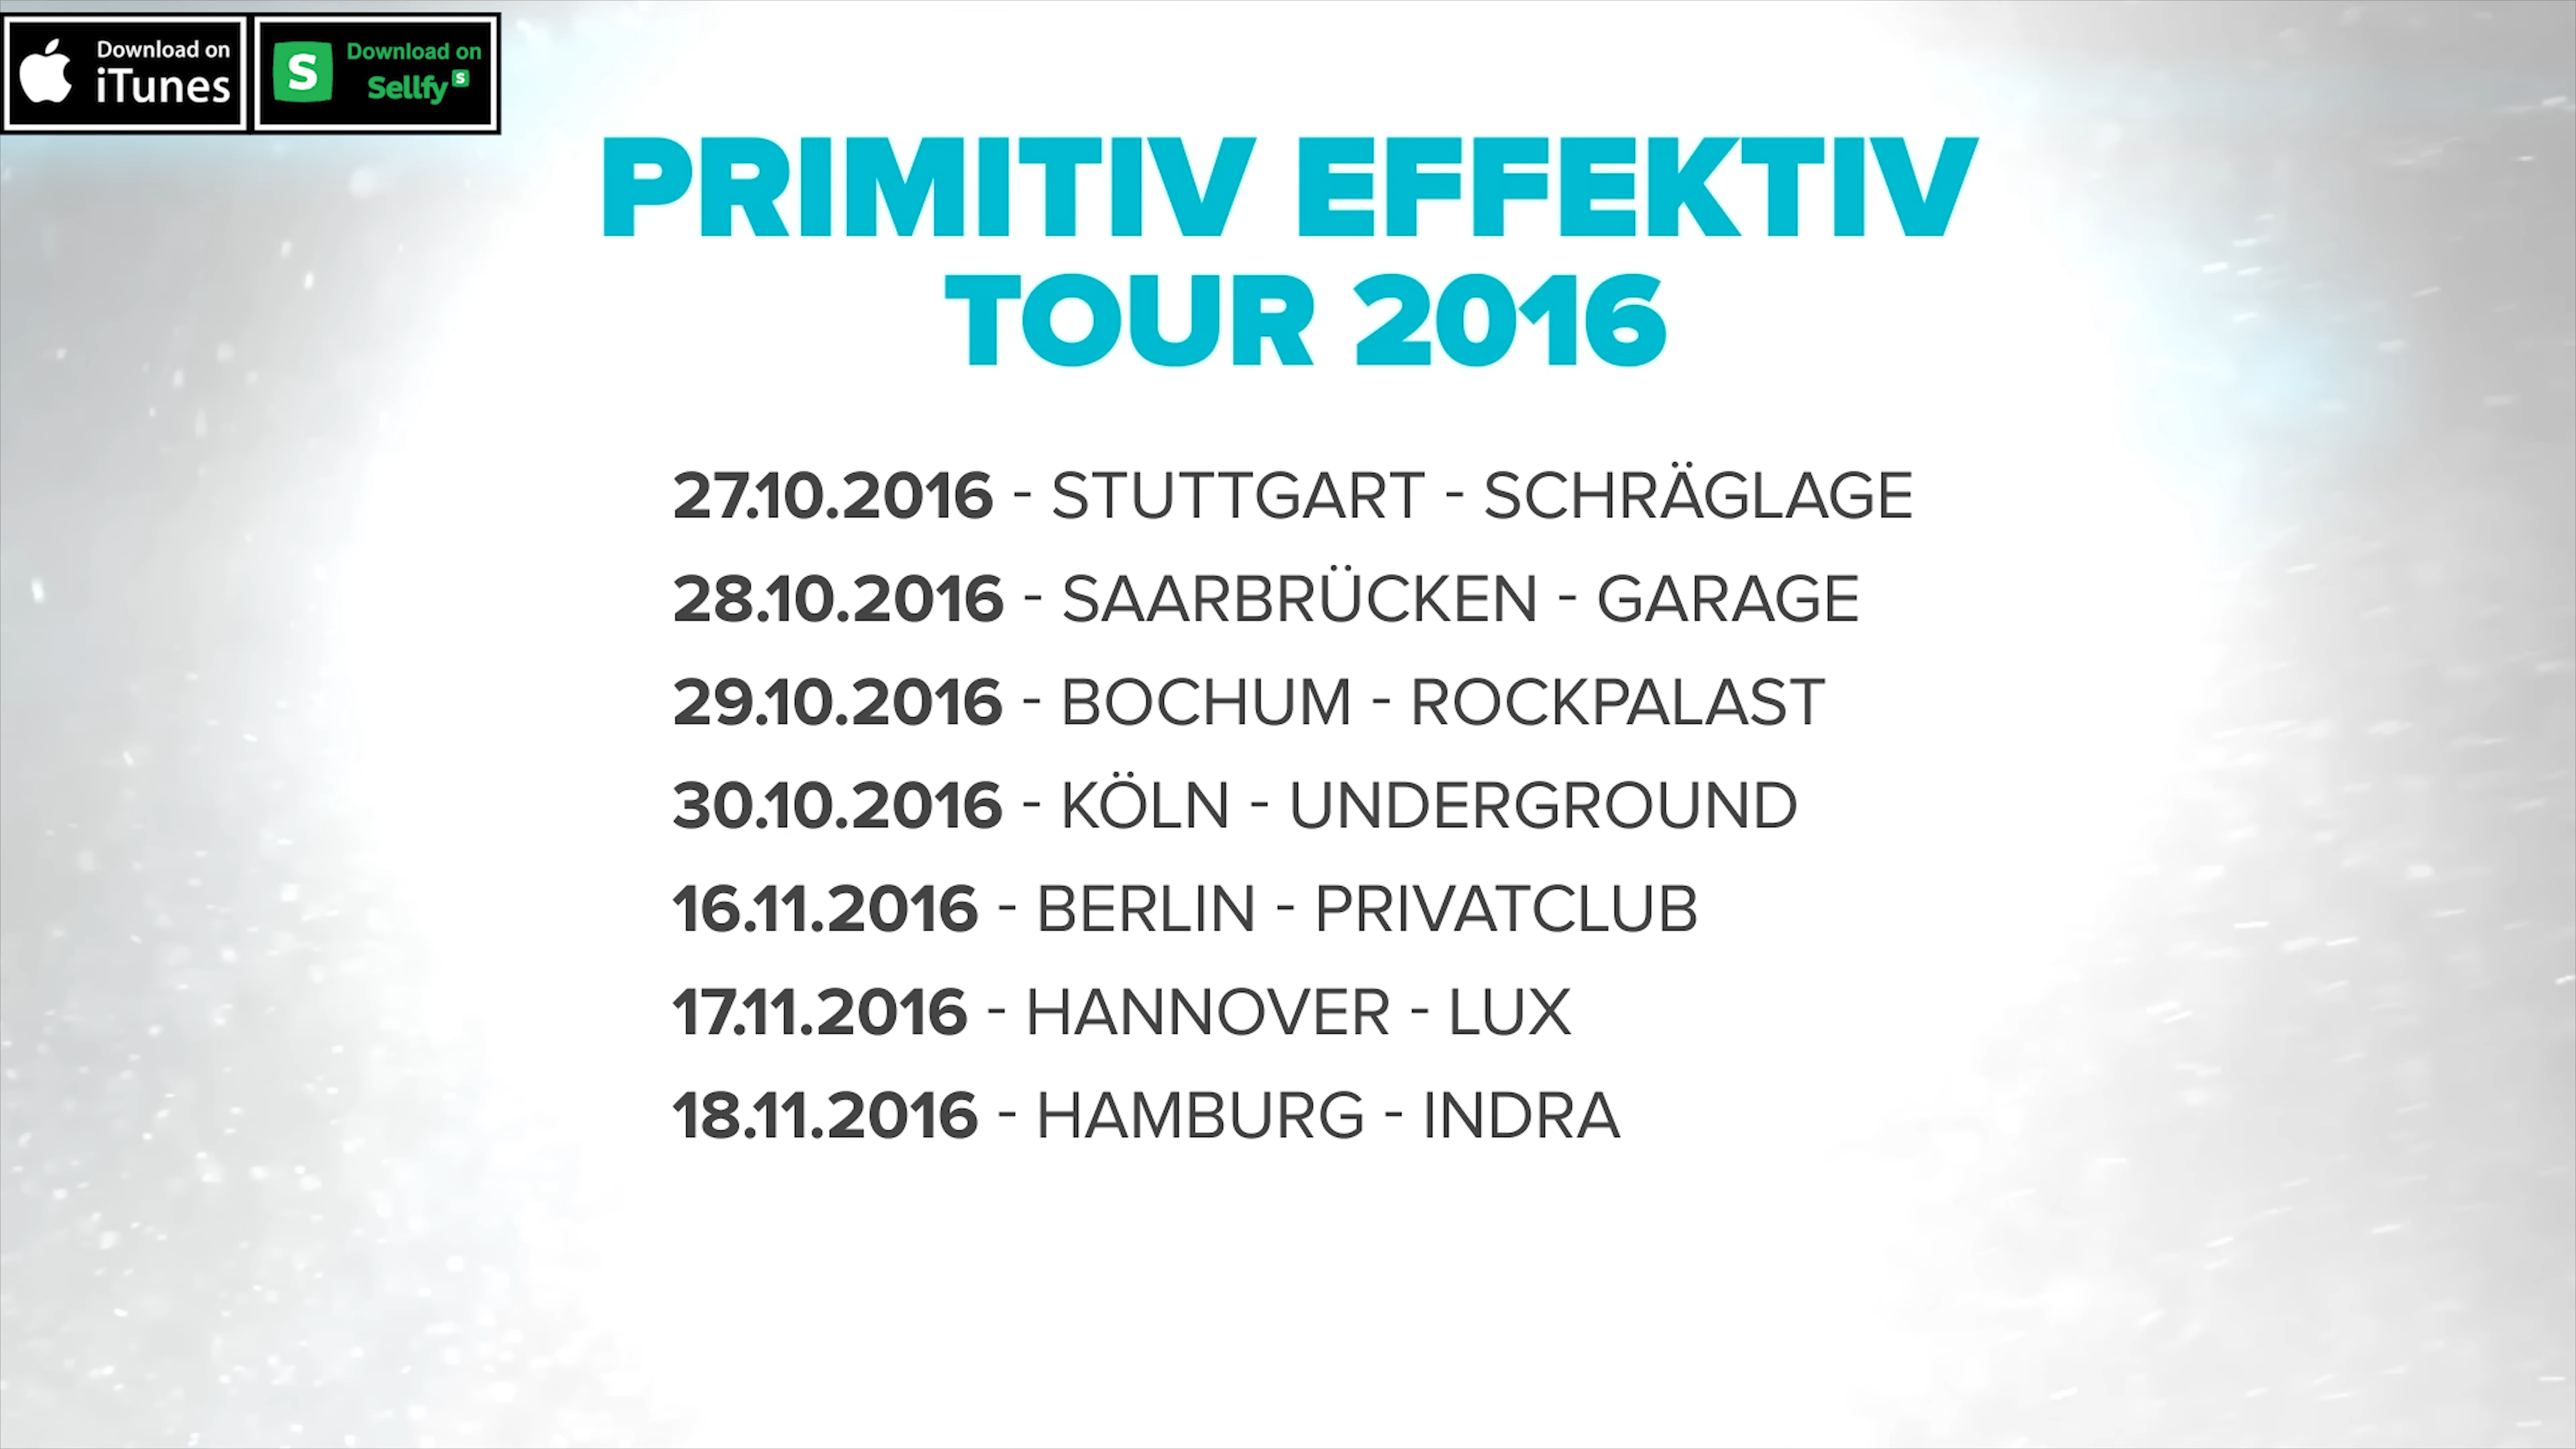 Download on
iTunes
S
Download on
Sellfy S
PRIMITIV EFFEKTIV
TOUR 2016
27.10.2016 - STUTTGART - SCHRÄGLAGE
28.10.2016 - SAARBRÜCKEN - GARAGE
29.10.2016 - BOCHUM - ROCKPALAST
30.10.2016 - KÖLN - UNDERGROUND
16.11.2016 - BERLIN - PRIVATCLUB
17.11.2016 - HANNOVER - LUX
18.11.2016 - HAMBURG - INDRA